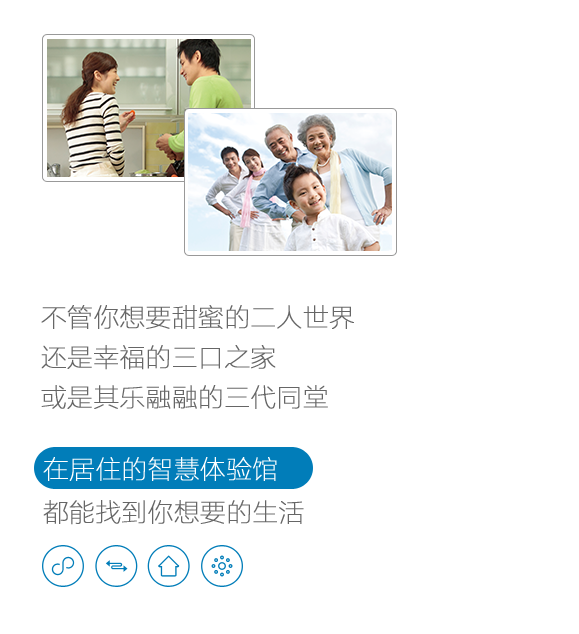 不管你想要甜蜜的二人世界
还是幸福的三口之家
或是其乐融融的三代同堂
在居住的智慧体验馆
都能找到你想要的生活